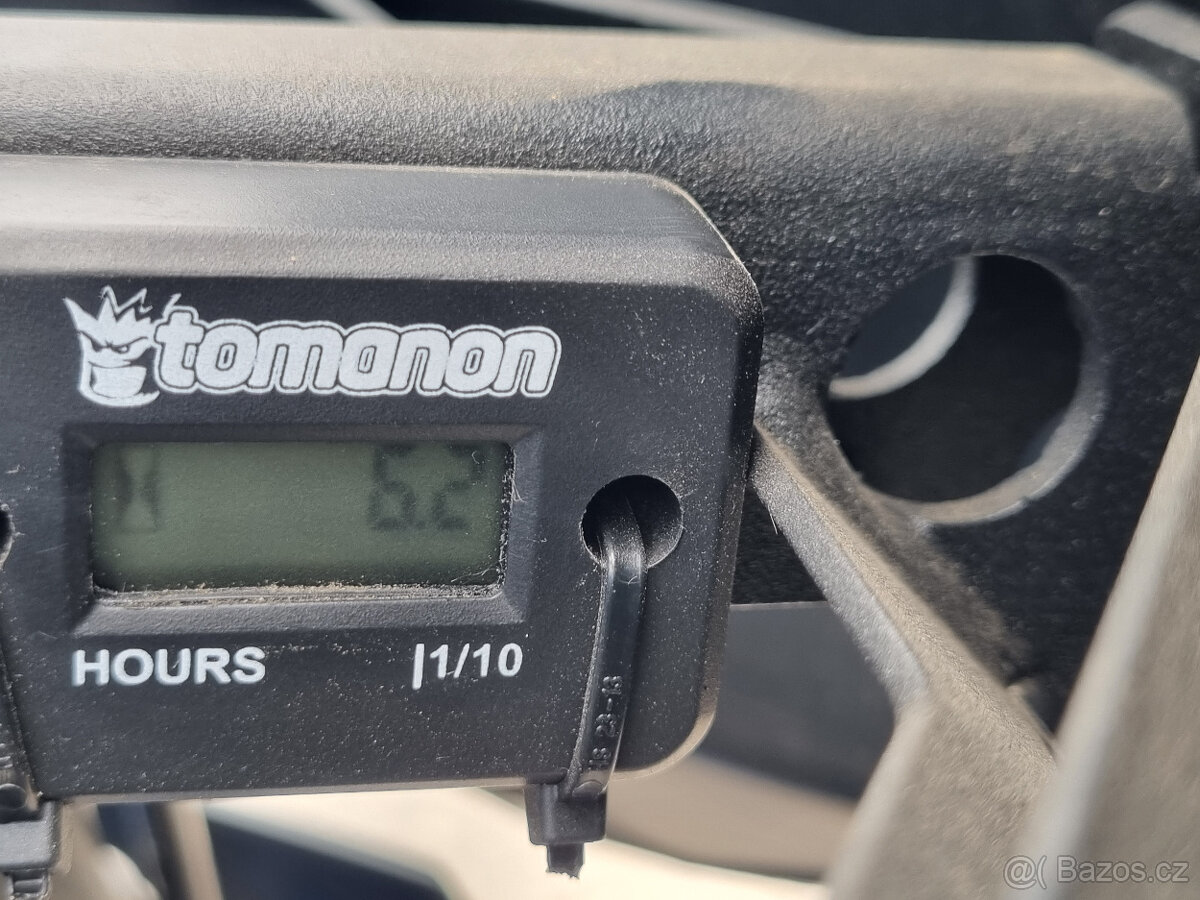 tomanon
6.2
HOURS |1/10
@( Bazos.cz